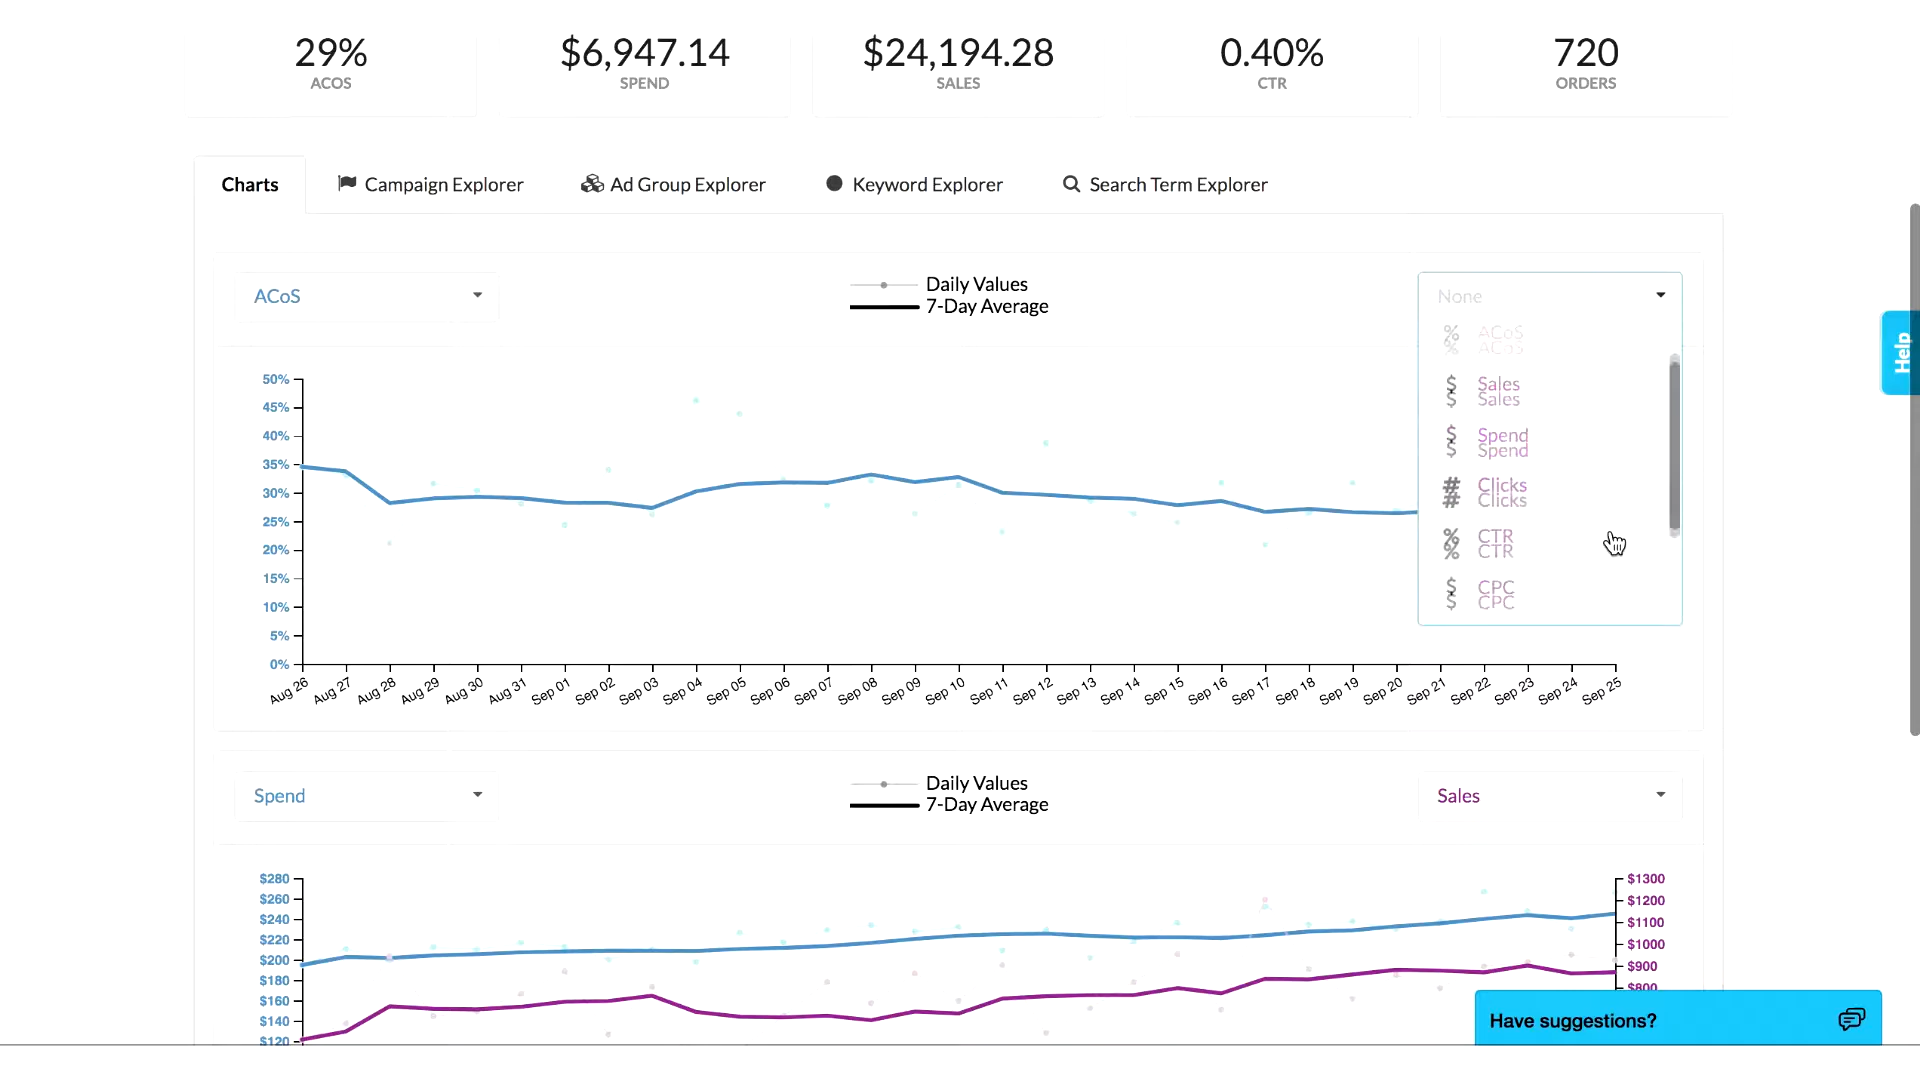 29%
ACOS
$6,947.14
SPEND
$24,194.28
SALES
0.40%
CTR
720
ORDERS
Charts
Campaign Explorer
Ad Group Explorer
Keyword Explorer
Search Term Explorer
ACoS
Daily Values
7-Day Average
None
% ACoS
% ACoS
$ Sales
$ Sales
$ Spend
$ Spend
# Clicks
# Clicks
% CTR
% CTR
$ CPC
$ CPC
Help
50%
45%
40%
35%
30%
25%
20%
15%
10%
5%
0%
Aug 26 Aug 27 Aug 28 Aug 29 Aug 30 Aug 31 Sep 01 Sep 02 Sep 03 Sep 04 Sep 05 Sep 06 Sep 07 Sep 08 Sep 09 Sep 10 Sep 11 Sep 12 Sep 13 Sep 14 Sep 15 Sep 16 Sep 17 Sep 18 Sep 19 Sep 20 Sep 21 Sep 22 Sep 23 Sep 24 Sep 25
Spend
Daily Values
7-Day Average
Sales
$280
$260
$240
$220
$200
$180
$160
$140
$120
$1300
$1200
$1100
$1000
$900
$800
Have suggestions?